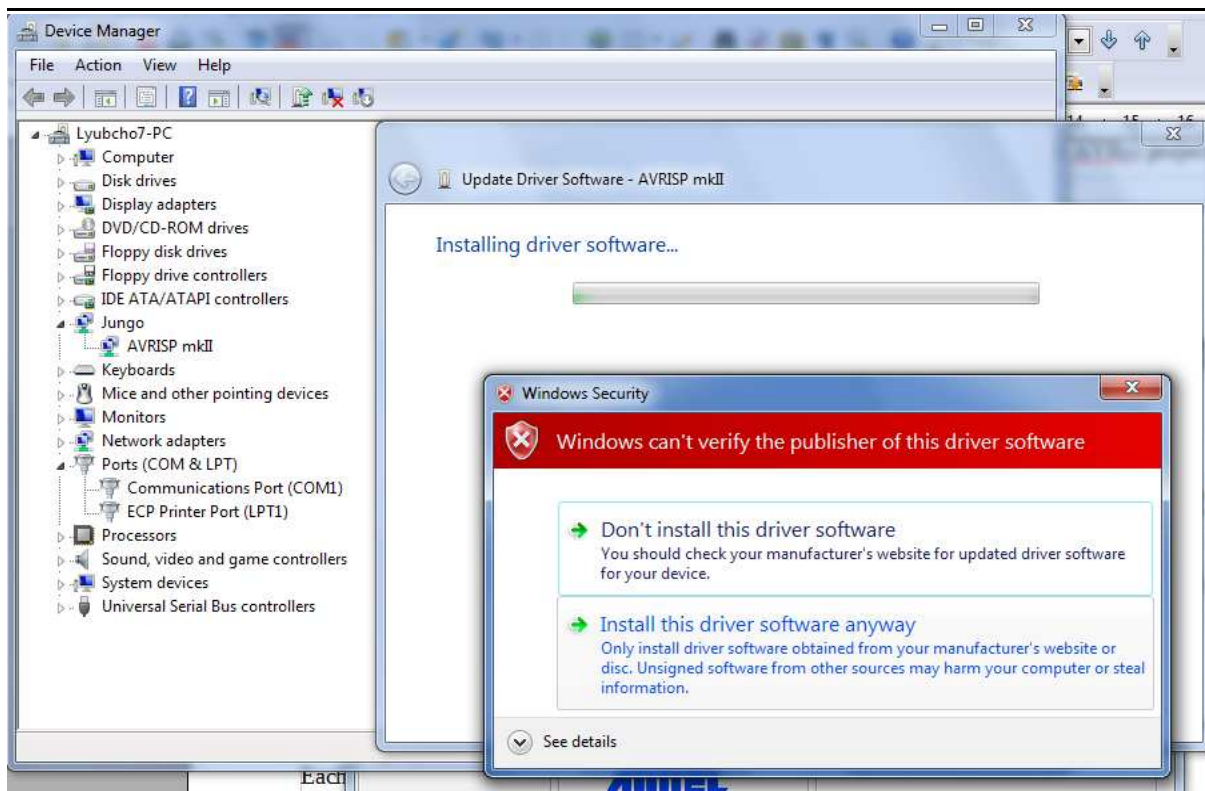 Device Manager
File Action View Help
Lyubcho7-PC
Computer
Disk drives
Display adapters
DVD/CD-ROM drives
Floppy disk drives
Floppy drive controllers
IDE ATA/ATAPI controllers
Jungo
AVRISP mkII
Keyboards
Mice and other pointing devices
Monitors
Network adapters
Ports (COM & LPT)
Communications Port (COM1)
ECP Printer Port (LPT1)
Processors
Sound, video and game controllers
System devices
Universal Serial Bus controllers
14 15 16
Update Driver Software - AVRISP mkII
Installing driver software...
Windows Security
Windows can't verify the publisher of this driver software
Don't install this driver software
You should check your manufacturer's website for updated driver software
for your device.
Install this driver software anyway
Only install driver software obtained from your manufacturer's website or
disc. Unsigned software from other sources may harm your computer or steal
information.
See details
Each